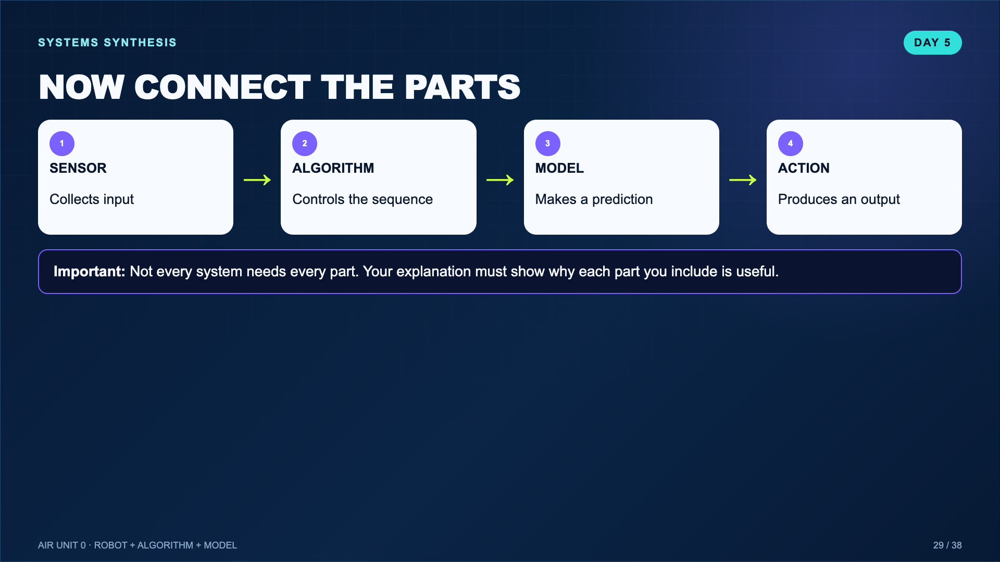 SYSTEMS SYNTHESIS
DAY 5
NOW CONNECT THE PARTS
1
SENSOR
Collects input
→
2
ALGORITHM
Controls the sequence
→
3
MODEL
Makes a prediction
→
4
ACTION
Produces an output
Important: Not every system needs every part. Your explanation must show why each part you include is useful.
AIR UNIT 0 · ROBOT + ALGORITHM + MODEL
29 / 38